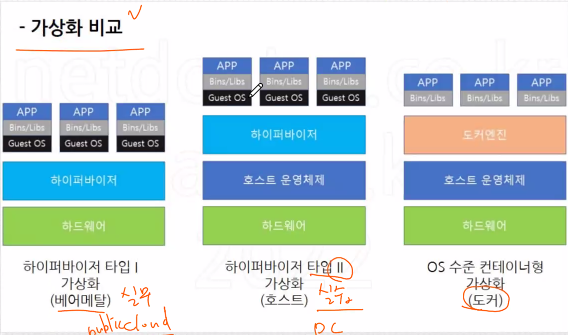 - 가상화 비교
APP APP APP
Bins/Libs Bins/Libs Bins/Libs
Guest OS Guest OS Guest OS
하이퍼바이저
하드웨어
하이퍼바이저 타입 I
가상화
(베어메탈)
실무
public cloud
APP APP APP
Bins/Libs Bins/Libs Bins/Libs
Guest OS Guest OS Guest OS
하이퍼바이저
호스트 운영체제
하드웨어
하이퍼바이저 타입 II
가상화
(호스트)
APP APP APP
Bins/Libs Bins/Libs Bins/Libs
도커엔진
호스트 운영체제
하드웨어
OS 수준 컨테이너형
가상화
(도커)